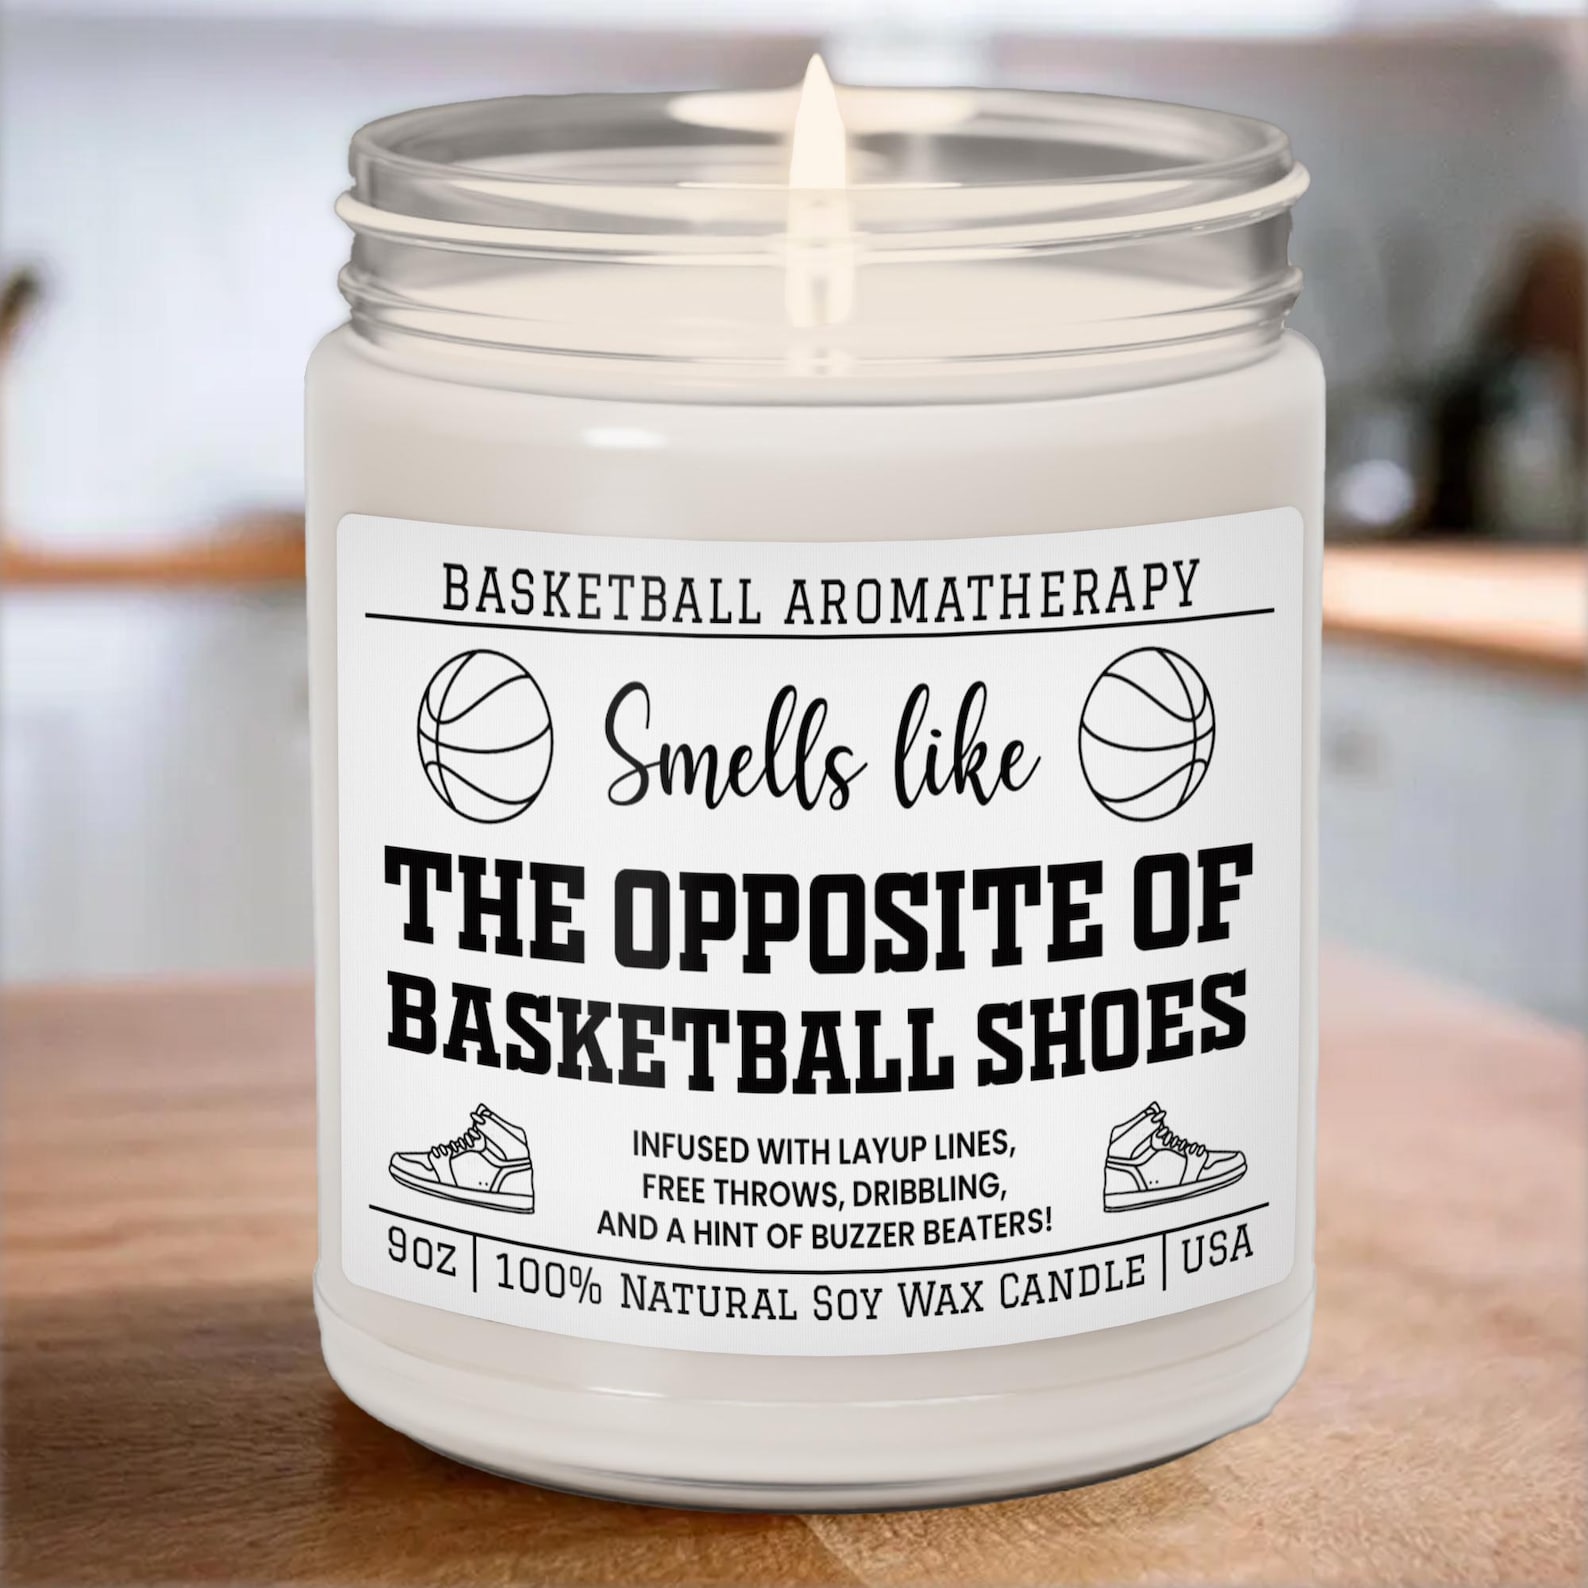 BASKETBALL AROMATHERAPY
Smells like
THE OPPOSITE OF
BASKETBALL SHOES
INFUSED WITH LAYUP LINES,
FREE THROWS, DRIBBLING,
AND A HINT OF BUZZER BEATERS!
9OZ | 100% NATURAL SOY WAX CANDLE | USA